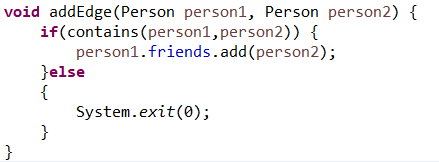 void addEdge(Person person1, Person person2) {
    if(contains(person1,person2)) {
        person1.friends.add(person2);
    }else
    {
        System.exit(0);
    }
}